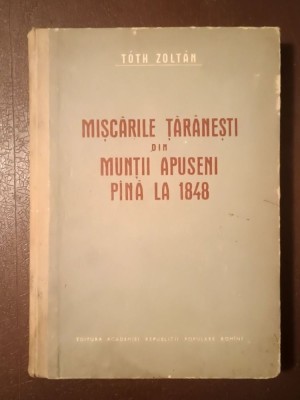 TÓTH ZOLTÁN
MIȘCĂRILE ȚĂRĂNEȘTI
DIN
MUNȚII APUSENI
PÎNĂ LA 1848
EDITURA ACADEMIEI REPUBLICII POPULARE ROMÎNE